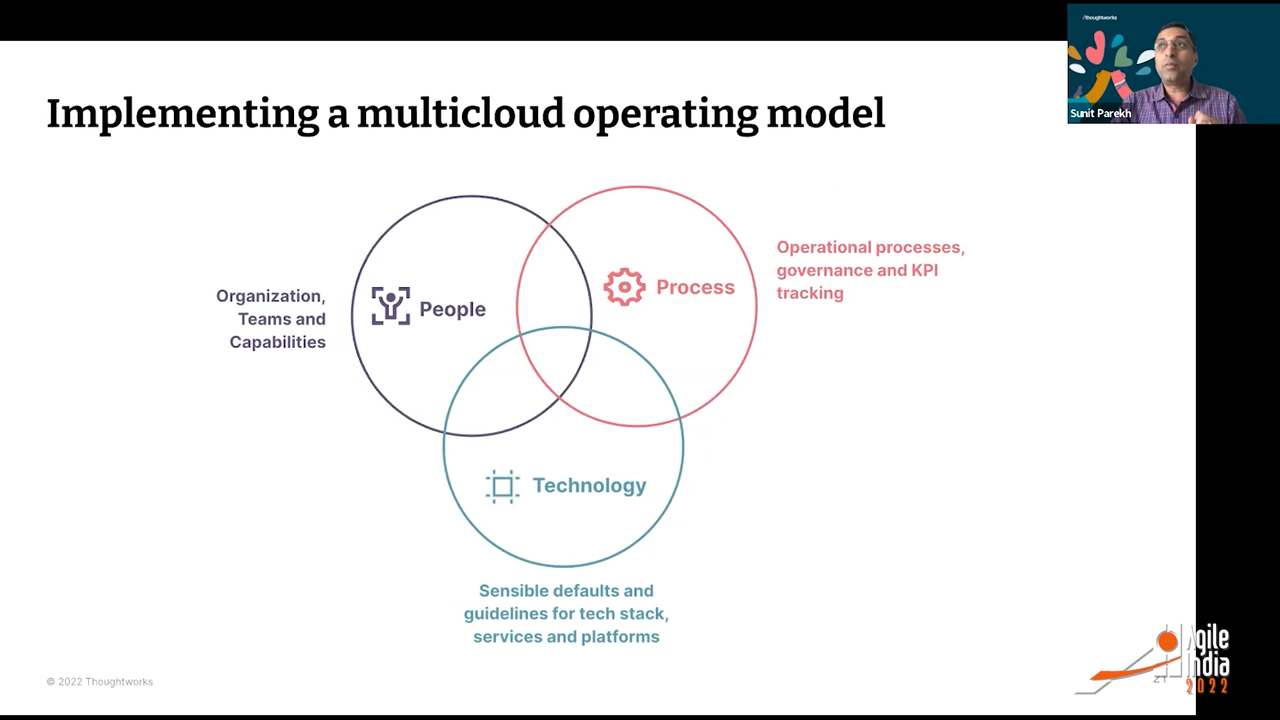 /thoughtworks
Sunit Parekh
Implementing a multicloud operating model
Organization,
Teams and
Capabilities
People
Process
Operational processes,
governance and KPI
tracking
Technology
Sensible defaults and
guidelines for tech stack,
services and platforms
© 2022 Thoughtworks
Agile
India
2022